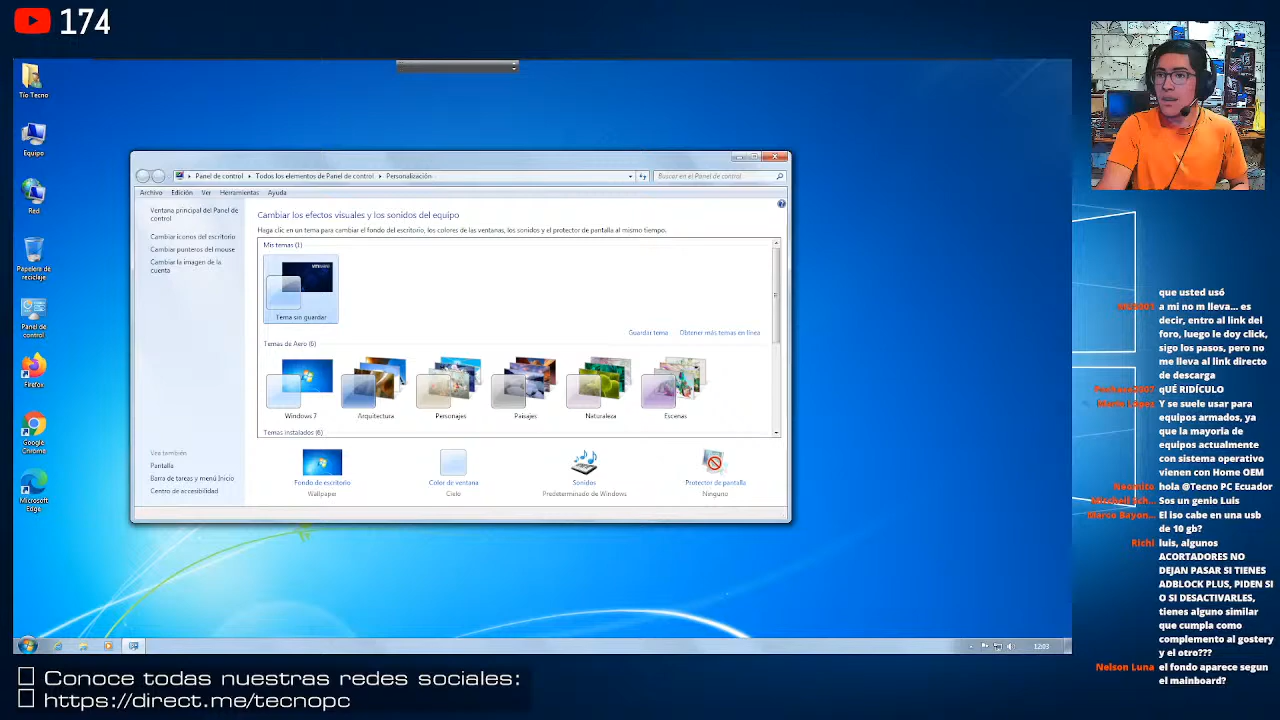 174
Tío Tecno
Equipo
Red
Papelera de
reciclaje
Panel de
control
Firefox
Google
Chrome
Microsoft
Edge
Panel de control
Todos los elementos de Panel de control
Personalización
Buscar en el Panel de control
Archivo Edición Ver Herramientas Ayuda
Ventana principal del Panel de
control
Cambiar iconos del escritorio
Cambiar punteros del mouse
Cambiar la imagen de la
cuenta
Vea también
Pantalla
Barra de tareas y menú Inicio
Centro de accesibilidad
Cambiar los efectos visuales y los sonidos del equipo
Haga clic en un tema para cambiar el fondo del escritorio, los colores de las ventanas, los sonidos y el protector de pantalla al mismo tiempo.
Mis temas (1)
Tema sin guardar
Guardar tema Obtener más temas en línea
Temas de Aero (6)
Windows 7 Arquitectura Personajes Paisajes Naturaleza Escenas
Temas instalados (6)
Fondo de escritorio
Wallpaper
Color de ventana
Cielo
Sonidos
Predeterminado de Windows
Protector de pantalla
Ninguno
12:03
que usted usó
a mi no m lleva... es
decir, entro al link del
foro, luego le doy click,
sigo los pasos, pero no
me lleva al link directo
de descarga
qUÉ RIDÍCULO
Y se suele usar para
equipos armados, ya
que la mayoria de
equipos actualmente
con sistema operativo
vienen con Home OEM
Neomito hola @Tecno PC Ecuador
Mitchell Sch... Sos un genio Luis
Marco Bayon... El iso cabe en una usb
de 10 gb?
Richi luis, algunos
ACORTADORES NO
DEJAN PASAR SI TIENES
ADBLOCK PLUS, PIDEN SI
O SI DESACTIVARLES,
tienes alguno similar
que cumpla como
complemento al gostery
y el otro???
Nelson Luna el fondo aparece segun
el mainboard?
Conoce todas nuestras redes sociales:
https://direct.me/tecnopc